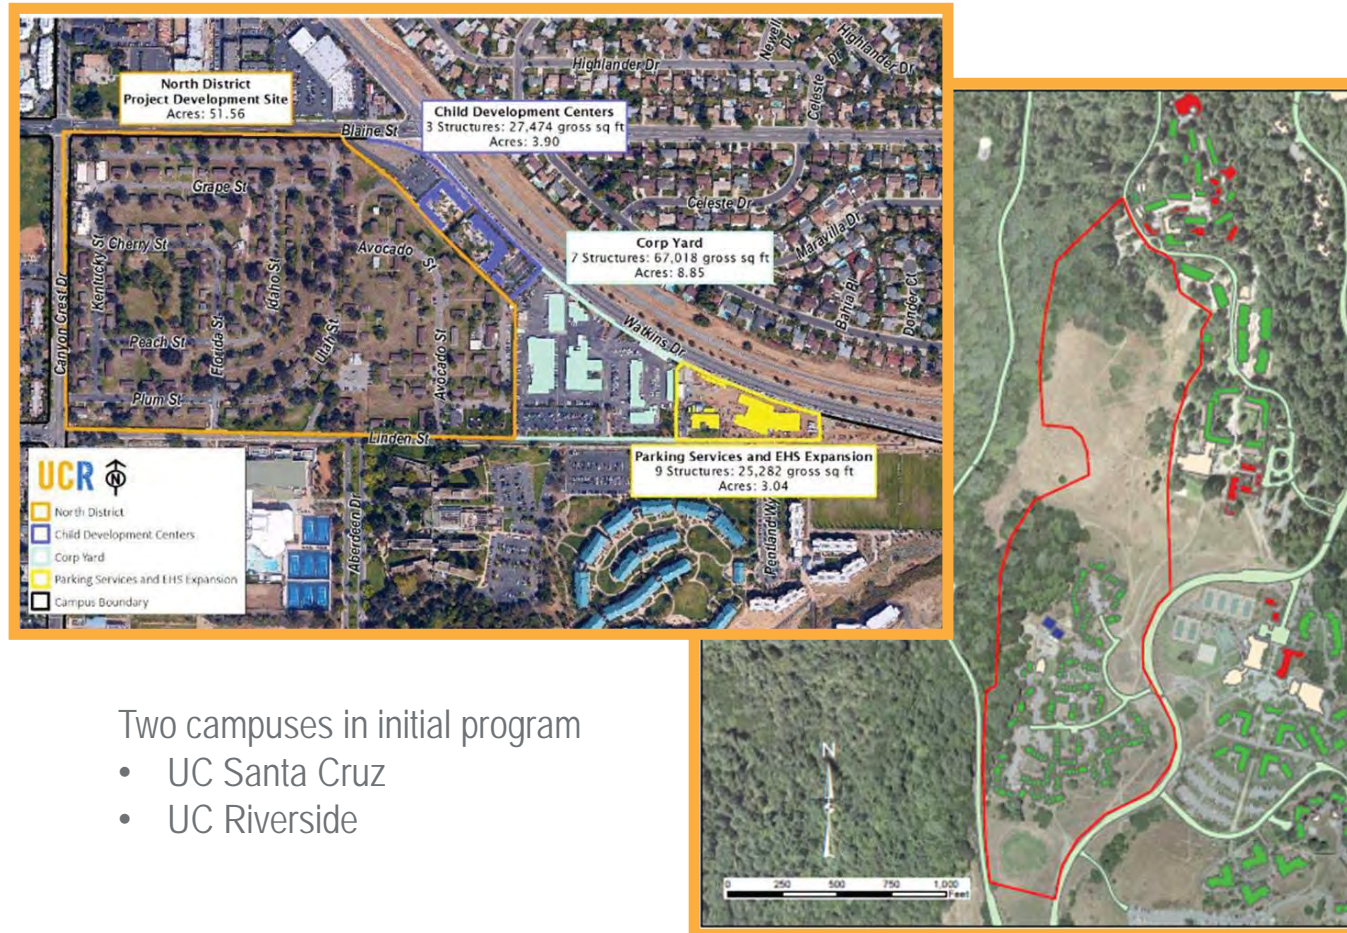 North District
Project Development Site
Acres: 51.56
Child Development Centers
3 Structures: 27,474 gross sq ft
Acres: 3.90
Corp Yard
7 Structures: 67,018 gross sq ft
Acres: 8.85
Parking Services and EHS Expansion
9 Structures: 25,282 gross sq ft
Acres: 3.04
Highlander Dr
Newell Dr
Highlander Dr
Celeste Dr
Blaine St
Grape St
Celeste Dr
Maravilla Dr
Canyon Crest Dr
Kentucky St
Cherry St
Idaho St
Avocado St
Bahia Pl
Donder Ct
Watkins Dr
Peach St
Florida St
Utah St
Avocado St
Plum St
Linden St
Aberdeen Dr
Pentland Wy
UCR
N
North District
Child Development Centers
Corp Yard
Parking Services and EHS Expansion
Campus Boundary
Two campuses in initial program
• UC Santa Cruz
• UC Riverside
N
0 250 500 750 1,000
Feet